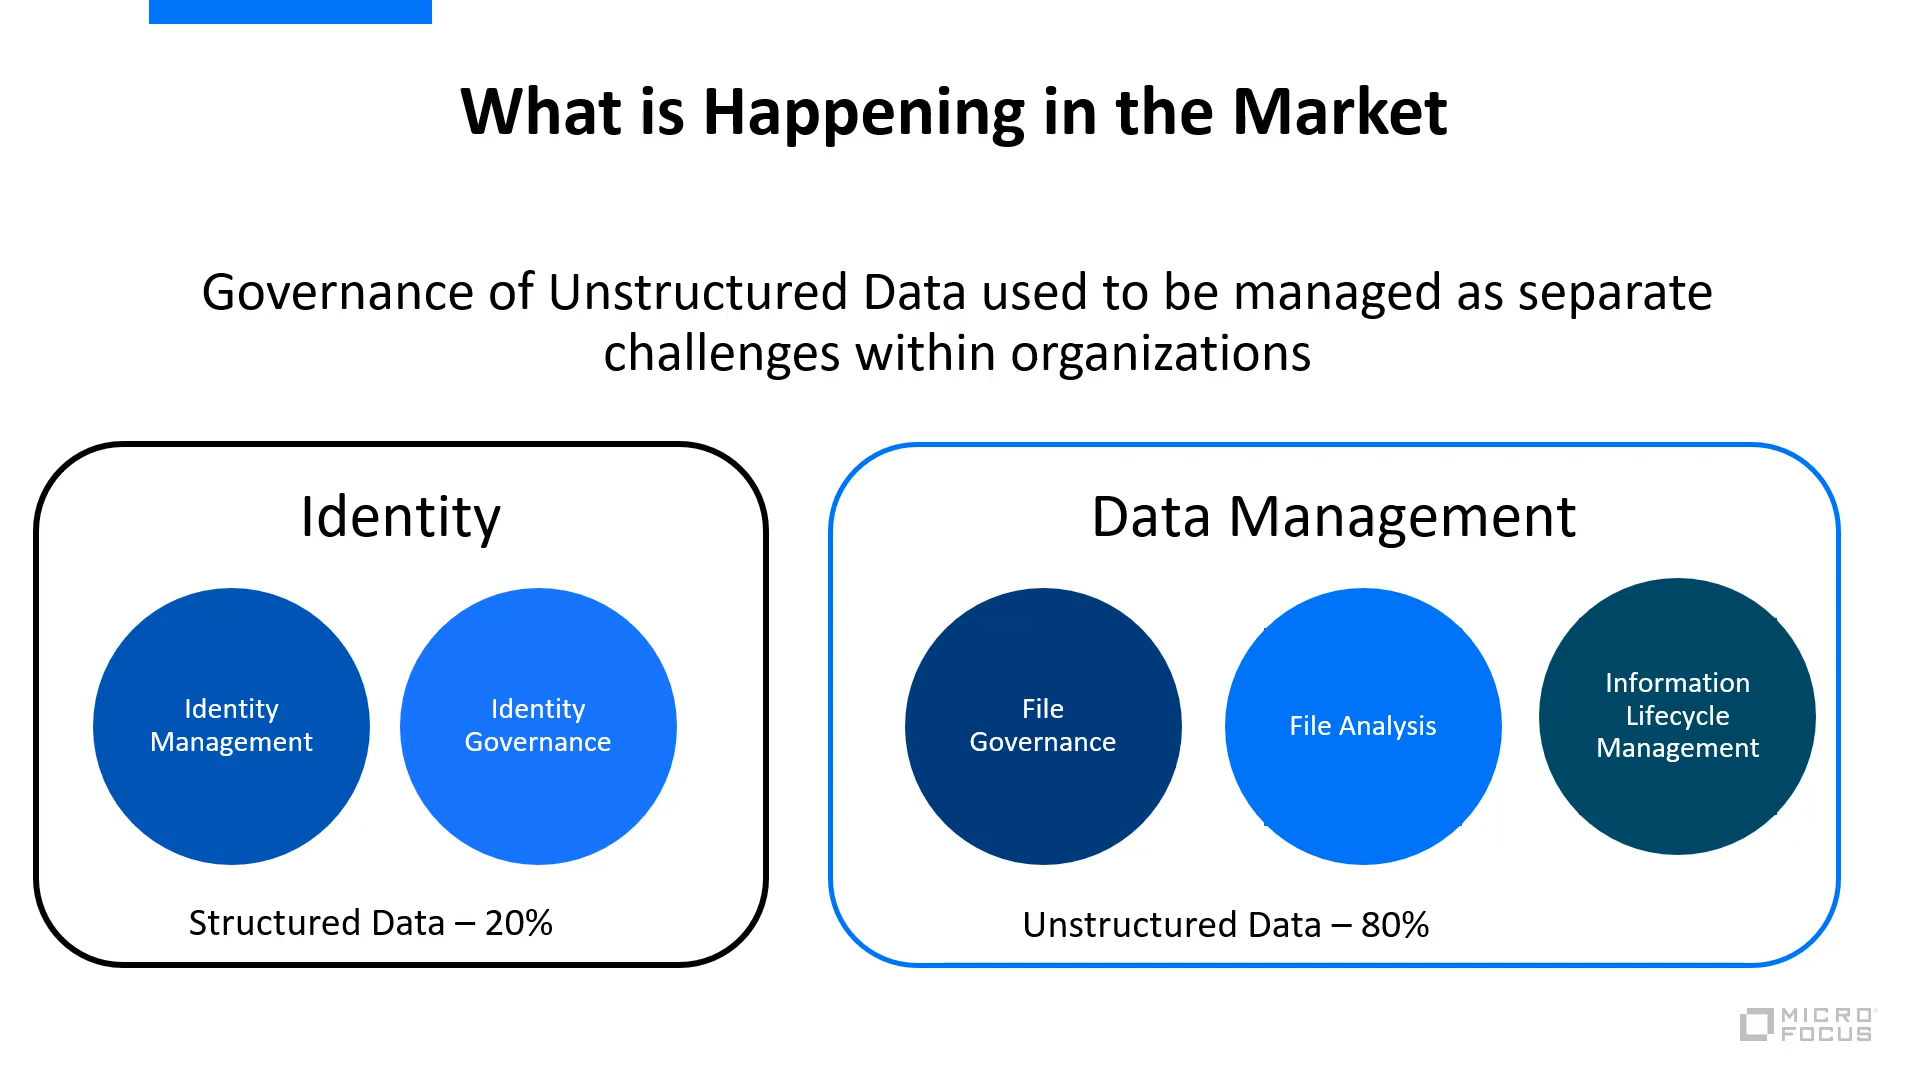 What is Happening in the Market
Governance of Unstructured Data used to be managed as separate
challenges within organizations
Identity
Identity
Management
Identity
Governance
Structured Data – 20%
Data Management
File
Governance
File Analysis
Information
Lifecycle
Management
Unstructured Data – 80%
MICRO
FOCUS